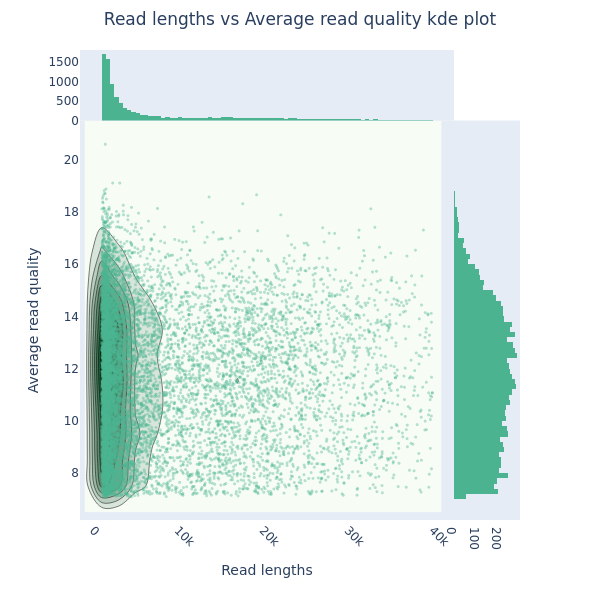 Read lengths vs Average read quality kde plot
1500
1000
500
0
20
18
16
14
12
10
8
Average read quality
0
10k
20k
30k
40k
0
100
200
Read lengths